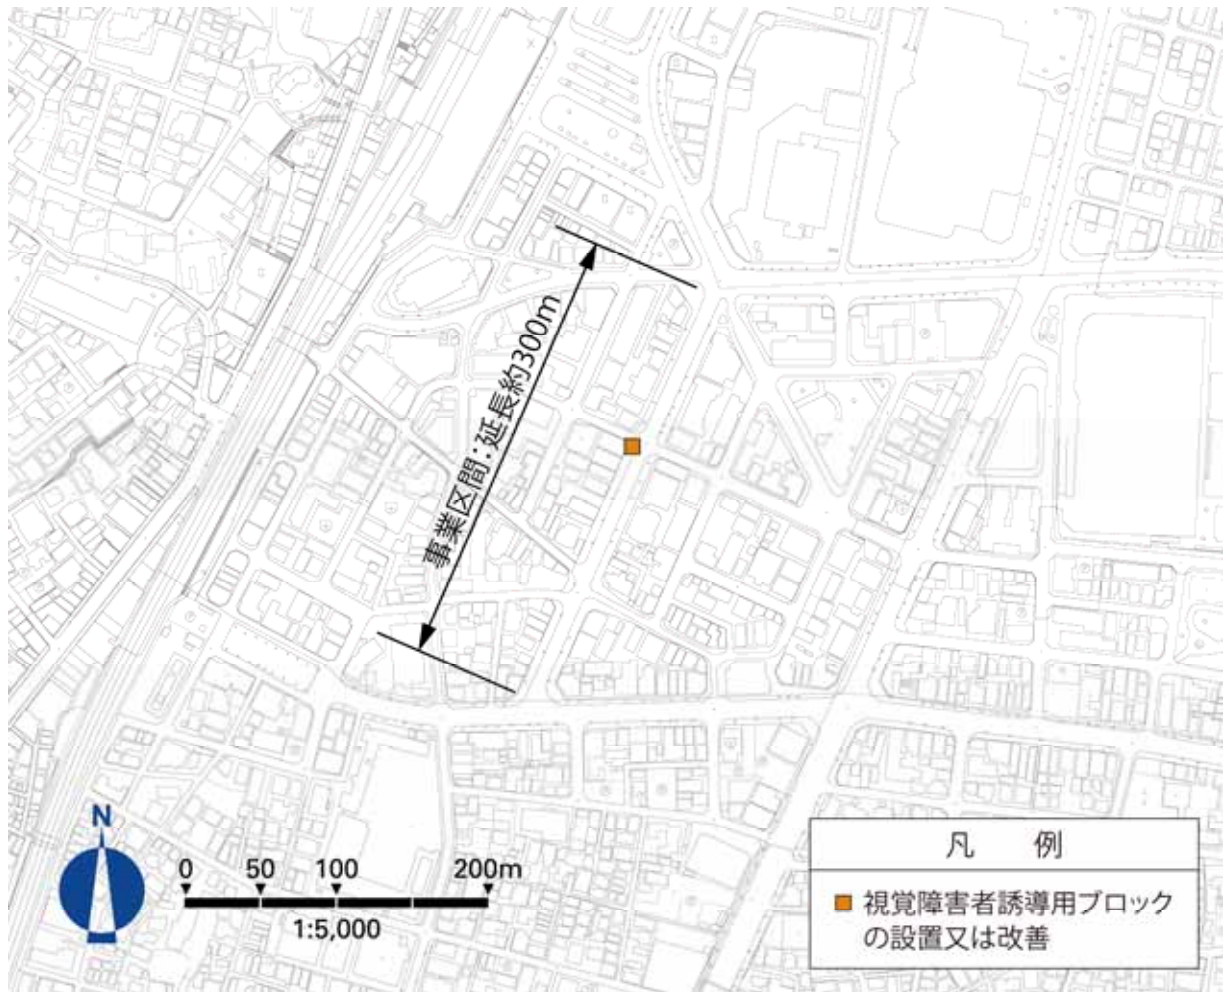 事業区間：延長約300m
N
0 50 100 200m
1:5,000
凡 例
視覚障害者誘導用ブロック
の設置又は改善